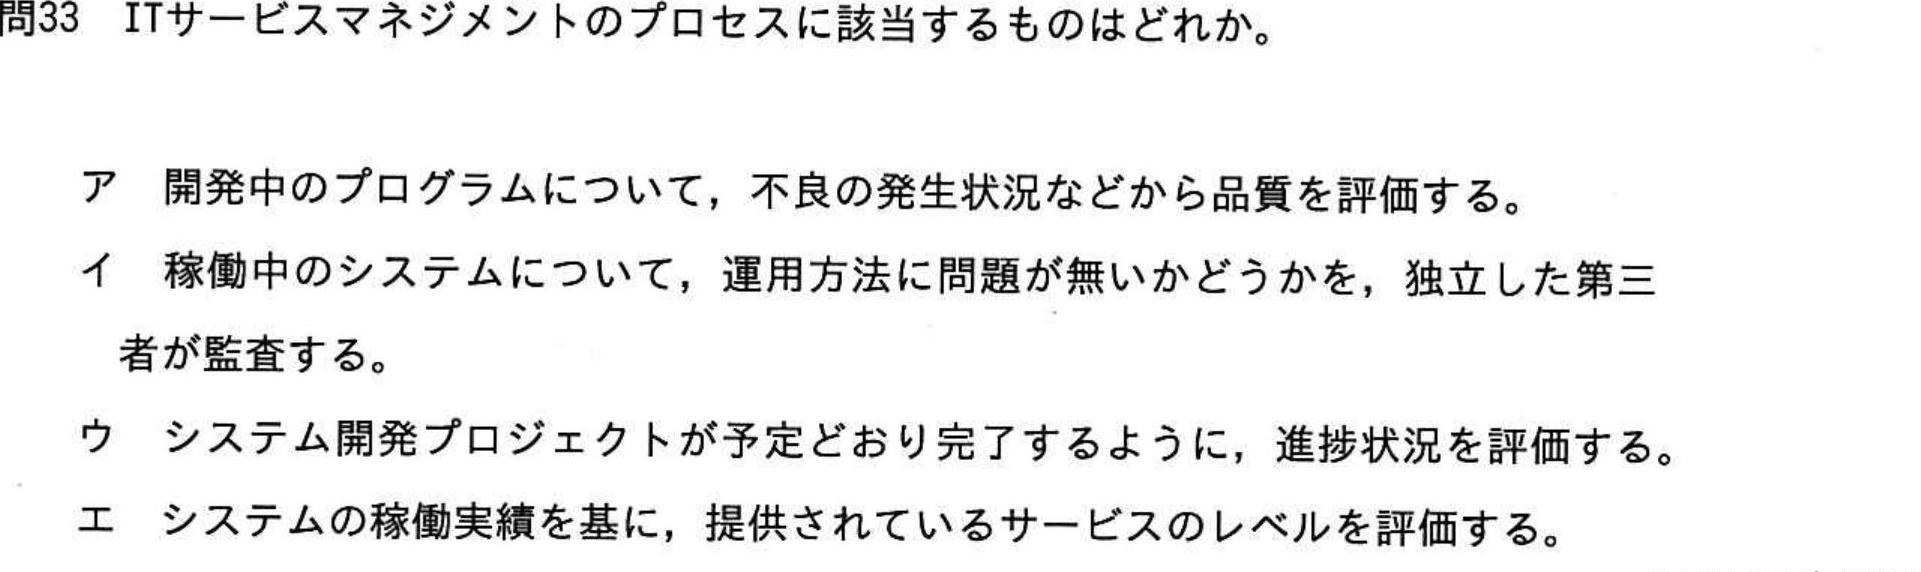 問33　ITサービスマネジメントのプロセスに該当するものはどれか。
ア　開発中のプログラムについて，不良の発生状況などから品質を評価する。
イ　稼働中のシステムについて，運用方法に問題が無いかどうかを，独立した第三
者が監査する。
ウ　システム開発プロジェクトが予定どおり完了するように，進捗状況を評価する。
エ　システムの稼働実績を基に，提供されているサービスのレベルを評価する。